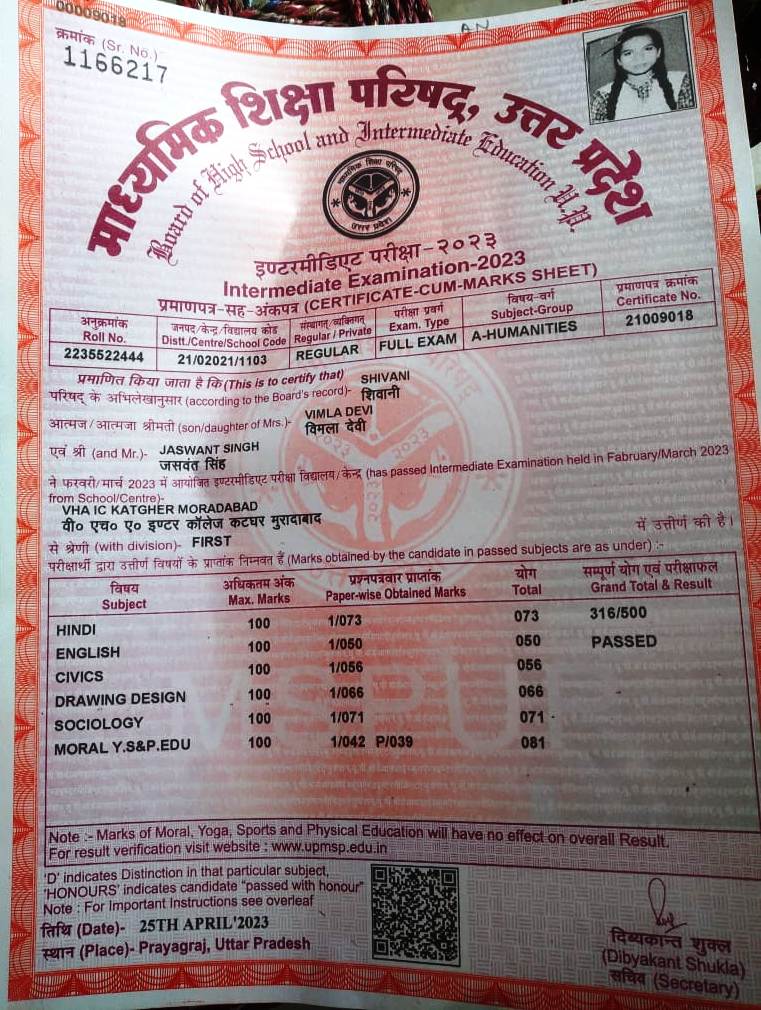 00009018
AN
क्रमांक (Sr. No.)
1166217
माध्यमिक शिक्षा परिषद्, उत्तर प्रदेश
Board of High School and Intermediate Education U.P.
माध्यमिक शिक्षा परिषद
उत्तर प्रदेश
इण्टरमीडिएट परीक्षा-२०२३
Intermediate Examination-2023
प्रमाणपत्र-सह-अंकपत्र (CERTIFICATE-CUM-MARKS SHEET)
अनुक्रमांक जनपद/केन्द्र/विद्यालय कोड संस्थागत/व्यक्तिगत परीक्षा प्रवर्ग विषय-वर्ग प्रमाणपत्र क्रमांक
Roll No. Distt./Centre/School Code Regular / Private Exam. Type Subject-Group Certificate No.
2235522444 21/02021/1103 REGULAR FULL EXAM A-HUMANITIES 21009018
प्रमाणित किया जाता है कि (This is to certify that) SHIVANI
परिषद् के अभिलेखानुसार (according to the Board's record)- शिवानी
आत्मज/आत्मजा श्रीमती (son/daughter of Mrs.)- VIMLA DEVI
विमला देवी
एवं श्री (and Mr.)- JASWANT SINGH
जसवंत सिंह
ने फरवरी/मार्च 2023 में आयोजित इण्टरमीडिएट परीक्षा विद्यालय/केन्द्र (has passed Intermediate Examination held in Fabruary/March 2023
from School/Centre)-
VHA IC KATGHER MORADABAD
वी० एच० ए० इण्टर कॉलेज कटघर मुरादाबाद में उत्तीर्ण की है।
से श्रेणी (with division)- FIRST
परीक्षार्थी द्वारा उत्तीर्ण विषयों के प्राप्तांक निम्नवत हैं (Marks obtained by the candidate in passed subjects are as under) :-
विषय अधिकतम अंक प्रश्नपत्रवार प्राप्तांक योग सम्पूर्ण योग एवं परीक्षाफल
Subject Max. Marks Paper-wise Obtained Marks Total Grand Total & Result
HINDI 100 1/073 073 316/500
ENGLISH 100 1/050 050 PASSED
CIVICS 100 1/056 056
DRAWING DESIGN 100 1/066 066
SOCIOLOGY 100 1/071 071
MORAL Y.S&P.EDU 100 1/042 P/039 081
Note :- Marks of Moral, Yoga, Sports and Physical Education will have no effect on overall Result.
For result verification visit website : www.upmsp.edu.in
'D' indicates Distinction in that particular subject,
'HONOURS' indicates candidate "passed with honour"
Note : For Important Instructions see overleaf
तिथि (Date)- 25TH APRIL'2023
स्थान (Place)- Prayagraj, Uttar Pradesh
दिब्यकान्त शुक्ल
(Dibyakant Shukla)
सचिव (Secretary)